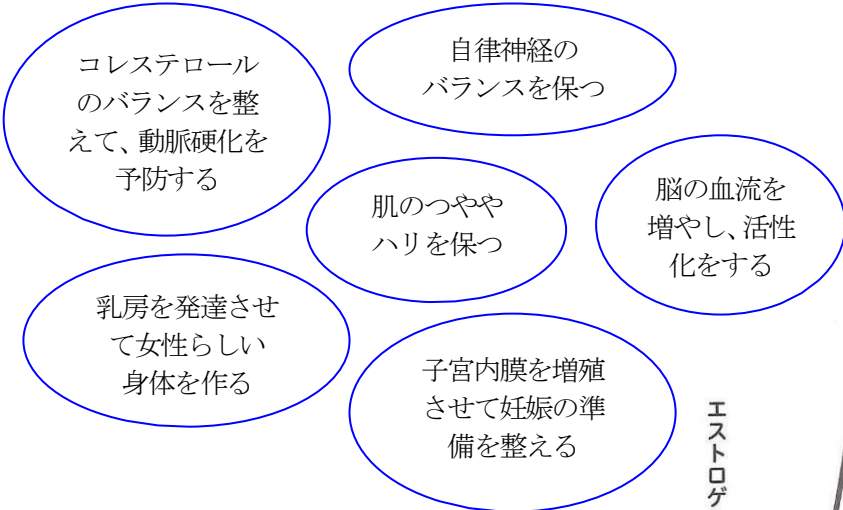 コレステロール
のバランスを整
えて、動脈硬化を
予防する
自律神経の
バランスを保つ
肌のつやや
ハリを保つ
脳の血流を
増やし、活性
化をする
乳房を発達させ
て女性らしい
身体を作る
子宮内膜を増殖
させて妊娠の準
備を整える
エストロゲ